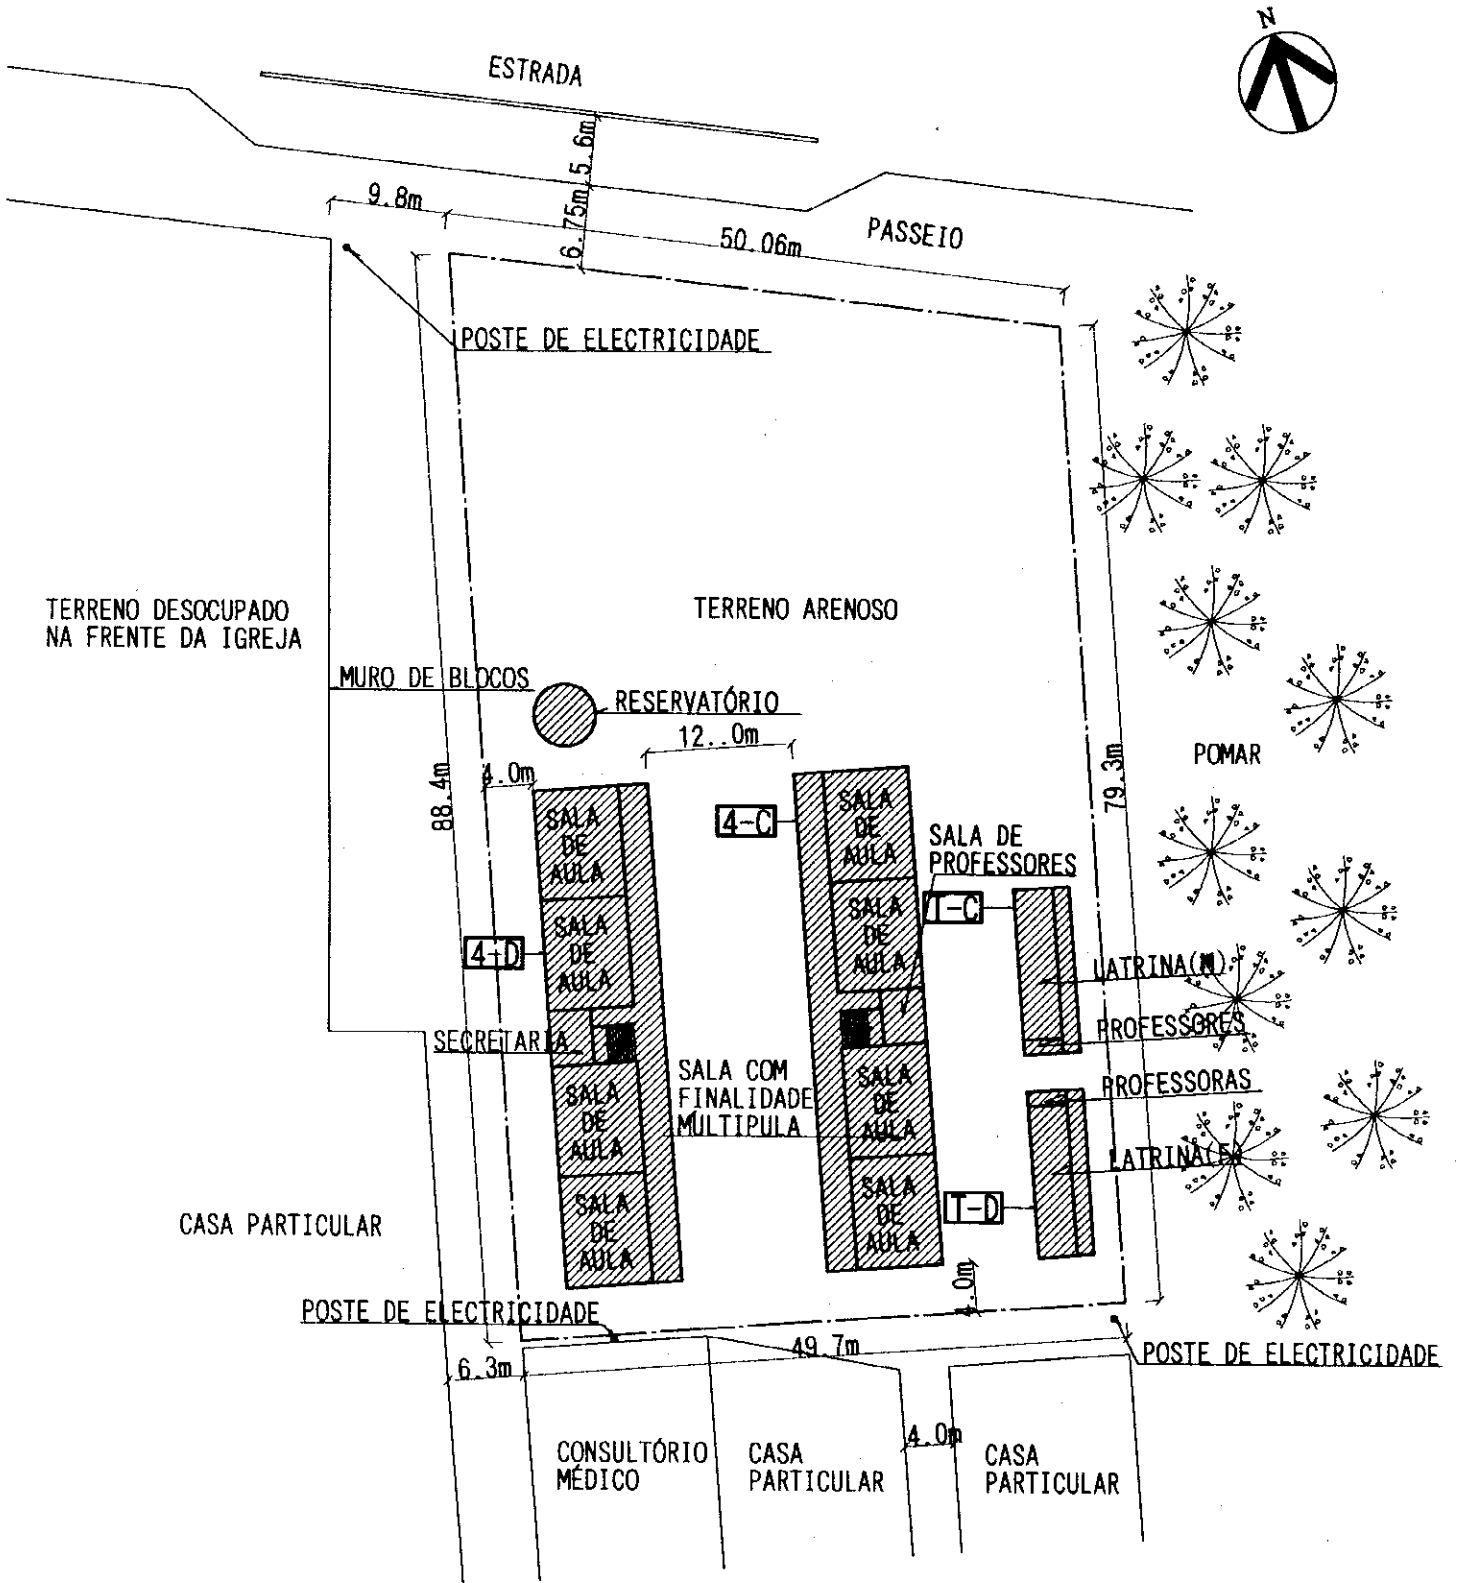 N
ESTRADA
5.6m
9.8m
6.75m
50.06m
PASSEIO
POSTE DE ELECTRICIDADE
TERRENO DESOCUPADO
NA FRENTE DA IGREJA
TERRENO ARENOSO
MURO DE BLOCOS
RESERVATÓRIO
12..0m
POMAR
4.0m
88.4m
79.3m
SALA
DE
AULA
4-C
SALA
DE
AULA
SALA DE
PROFESSORES
SALA
DE
AULA
4-D
SALA
DE
AULA
T-C
LATRINA(M)
PROFESSORES
SECRETARIA
SALA COM
FINALIDADE
MULTIPULA
SALA
DE
AULA
SALA
DE
AULA
PROFESSORAS
LATRINA(F)
SALA
DE
AULA
SALA
DE
AULA
T-D
CASA PARTICULAR
4.0m
POSTE DE ELECTRICIDADE
49.7m
POSTE DE ELECTRICIDADE
6.3m
4.0m
CONSULTÓRIO
MÉDICO
CASA
PARTICULAR
CASA
PARTICULAR